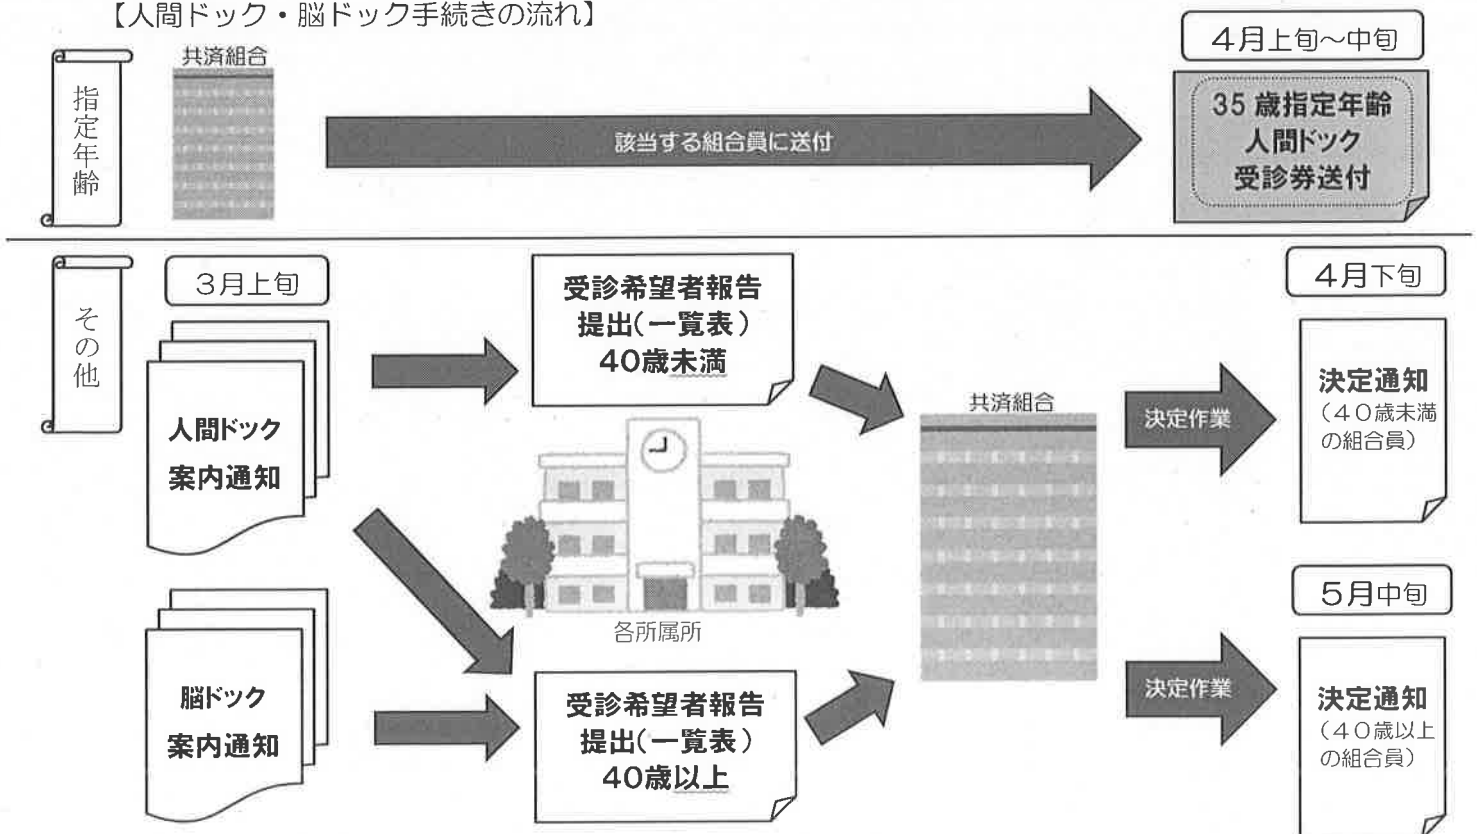 【人間ドック・脳ドック手続きの流れ】
指定年齢
共済組合
該当する組合員に送付
4月上旬～中旬
35歳指定年齢
人間ドック
受診券送付
その他
3月上旬
人間ドック
案内通知
脳ドック
案内通知
受診希望者報告
提出(一覧表)
40歳未満
各所属所
受診希望者報告
提出(一覧表)
40歳以上
共済組合
決定作業
決定作業
4月下旬
決定通知
(40歳未満
の組合員)
5月中旬
決定通知
(40歳以上
の組合員)